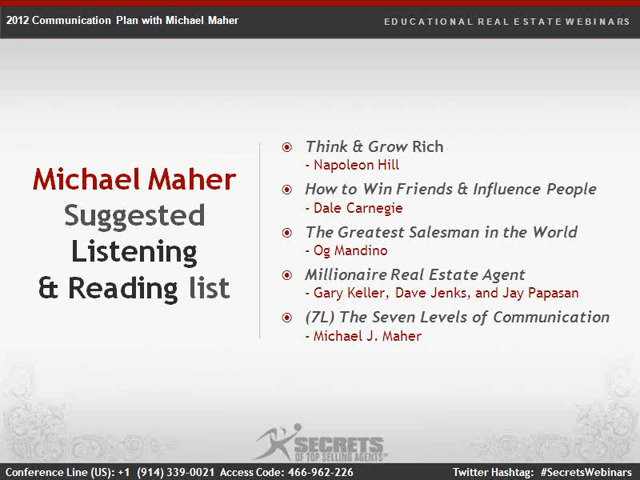 2012 Communication Plan with Michael Maher
EDUCATIONAL REAL ESTATE WEBINARS
Michael Maher
Suggested
Listening
& Reading list
Think & Grow Rich
- Napoleon Hill
How to Win Friends & Influence People
- Dale Carnegie
The Greatest Salesman in the World
- Og Mandino
Millionaire Real Estate Agent
- Gary Keller, Dave Jenks, and Jay Papasan
(7L) The Seven Levels of Communication
- Michael J. Maher
SECRETS
OF TOP SELLING AGENTS
Conference Line (US): +1 (914) 339-0021 Access Code: 466-962-226
Twitter Hashtag: #SecretsWebinars